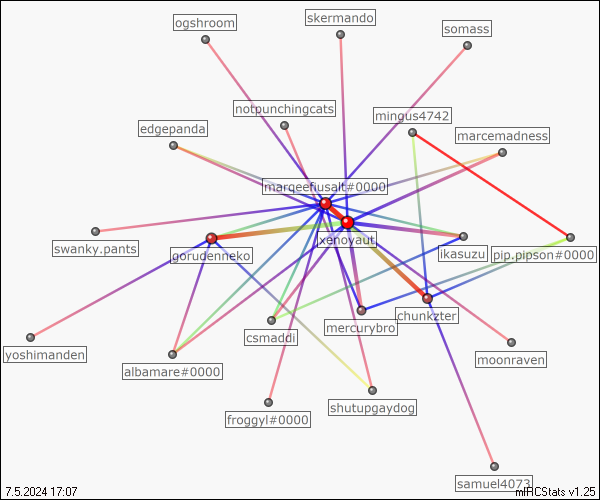 ogshroom
skermando
somass
notpunchingcats
mingus4742
edgepanda
marcemadness
marqeefiusalt#0000
swanky.pants
gorudenneko
xenoyaut
ikasuzu
pip.pipson#0000
csmaddi
mercurybro
chunkzter
yoshimanden
albamare#0000
moonraven
froggyl#0000
shutupgaydog
samuel4073
7.5.2024 17:07
mIRCStats v1.25